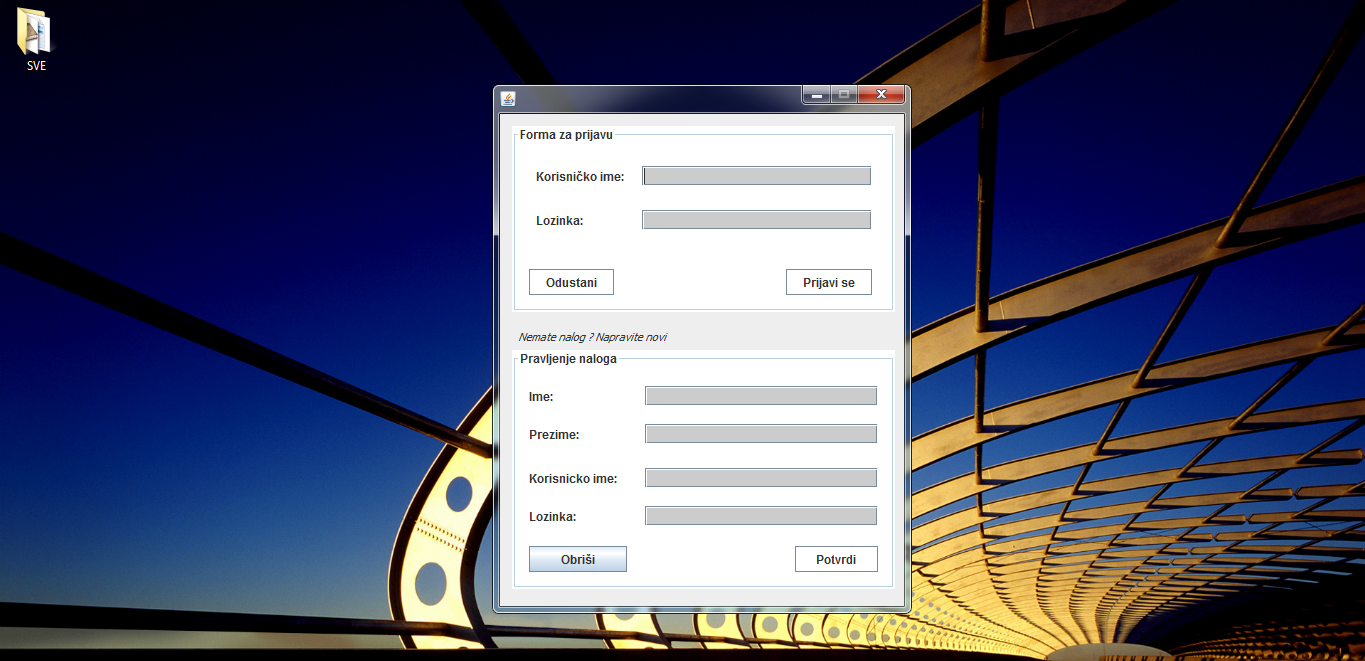 SVE
Forma za prijavu
Korisničko ime:
Lozinka:
Odustani
Prijavi se
Nemate nalog ? Napravite novi
Pravljenje naloga
Ime:
Prezime:
Korisnicko ime:
Lozinka:
Obriši
Potvrdi